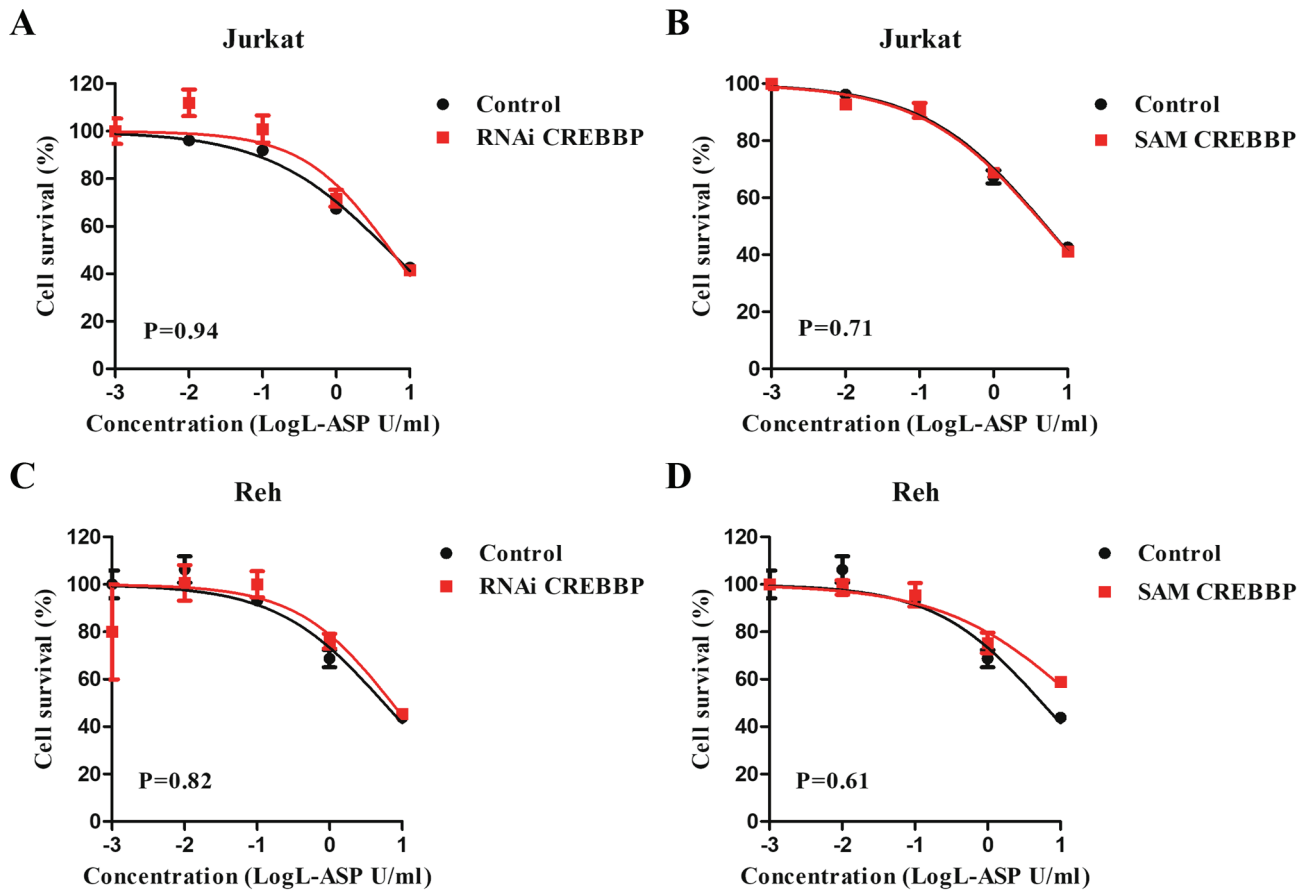 A
Jurkat
120
100
80
60
40
20
0
-3 -2 -1 0 1
Cell survival (%)
Concentration (LogL-ASP U/ml)
P=0.94
Control
RNAi CREBBP
B
Jurkat
100
80
60
40
20
0
-3 -2 -1 0 1
Cell survival (%)
Concentration (LogL-ASP U/ml)
P=0.71
Control
SAM CREBBP
C
Reh
120
100
80
60
40
20
0
-3 -2 -1 0 1
Cell survival (%)
Concentration (LogL-ASP U/ml)
P=0.82
Control
RNAi CREBBP
D
Reh
120
100
80
60
40
20
0
-3 -2 -1 0 1
Cell survival (%)
Concentration (LogL-ASP U/ml)
P=0.61
Control
SAM CREBBP